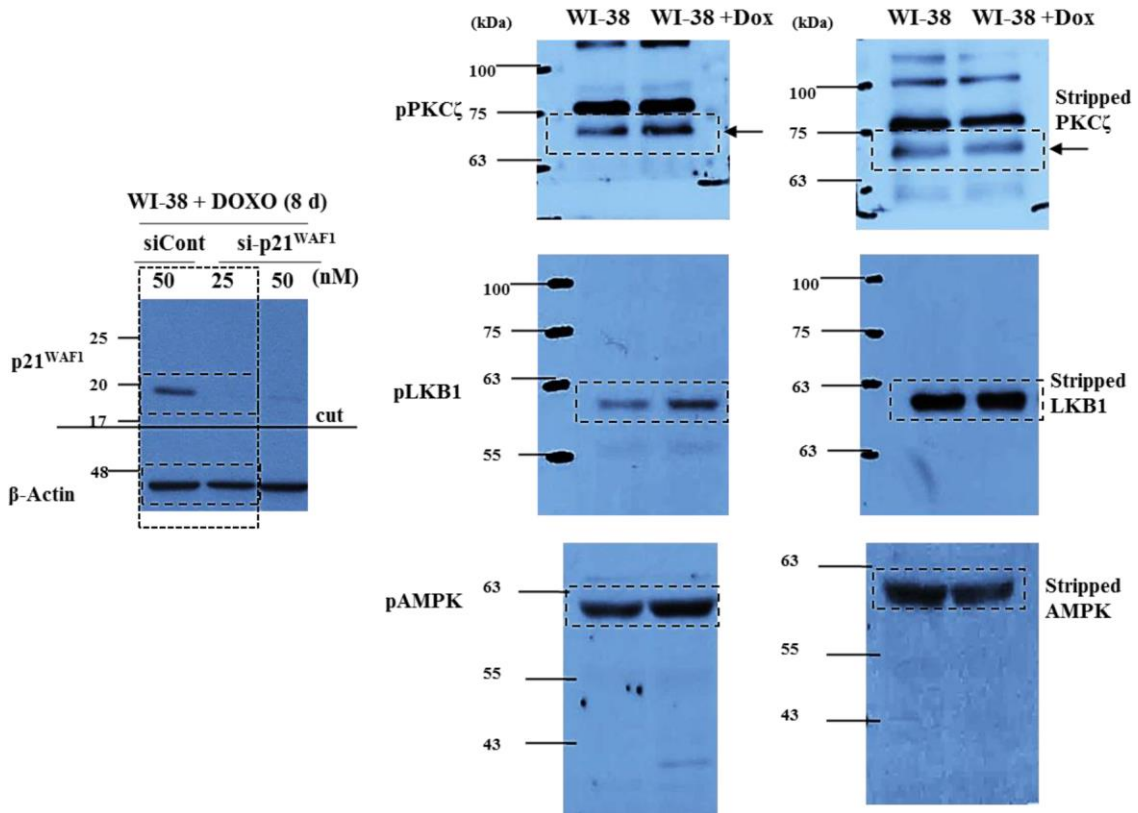 WI-38 + DOXO (8 d)
siCont si-p21WAF1
50 25 50 (nM)
25
p21WAF1
20
17
cut
48
β-Actin
(kDa) WI-38 WI-38 +Dox
100
pPKCζ 75
63
(kDa) WI-38 WI-38 +Dox
100
75
63
Stripped
PKCζ
100
75
63
pLKB1
55
100
75
63
63
Stripped
LKB1
63
pAMPK
55
43
63
55
43
Stripped
AMPK